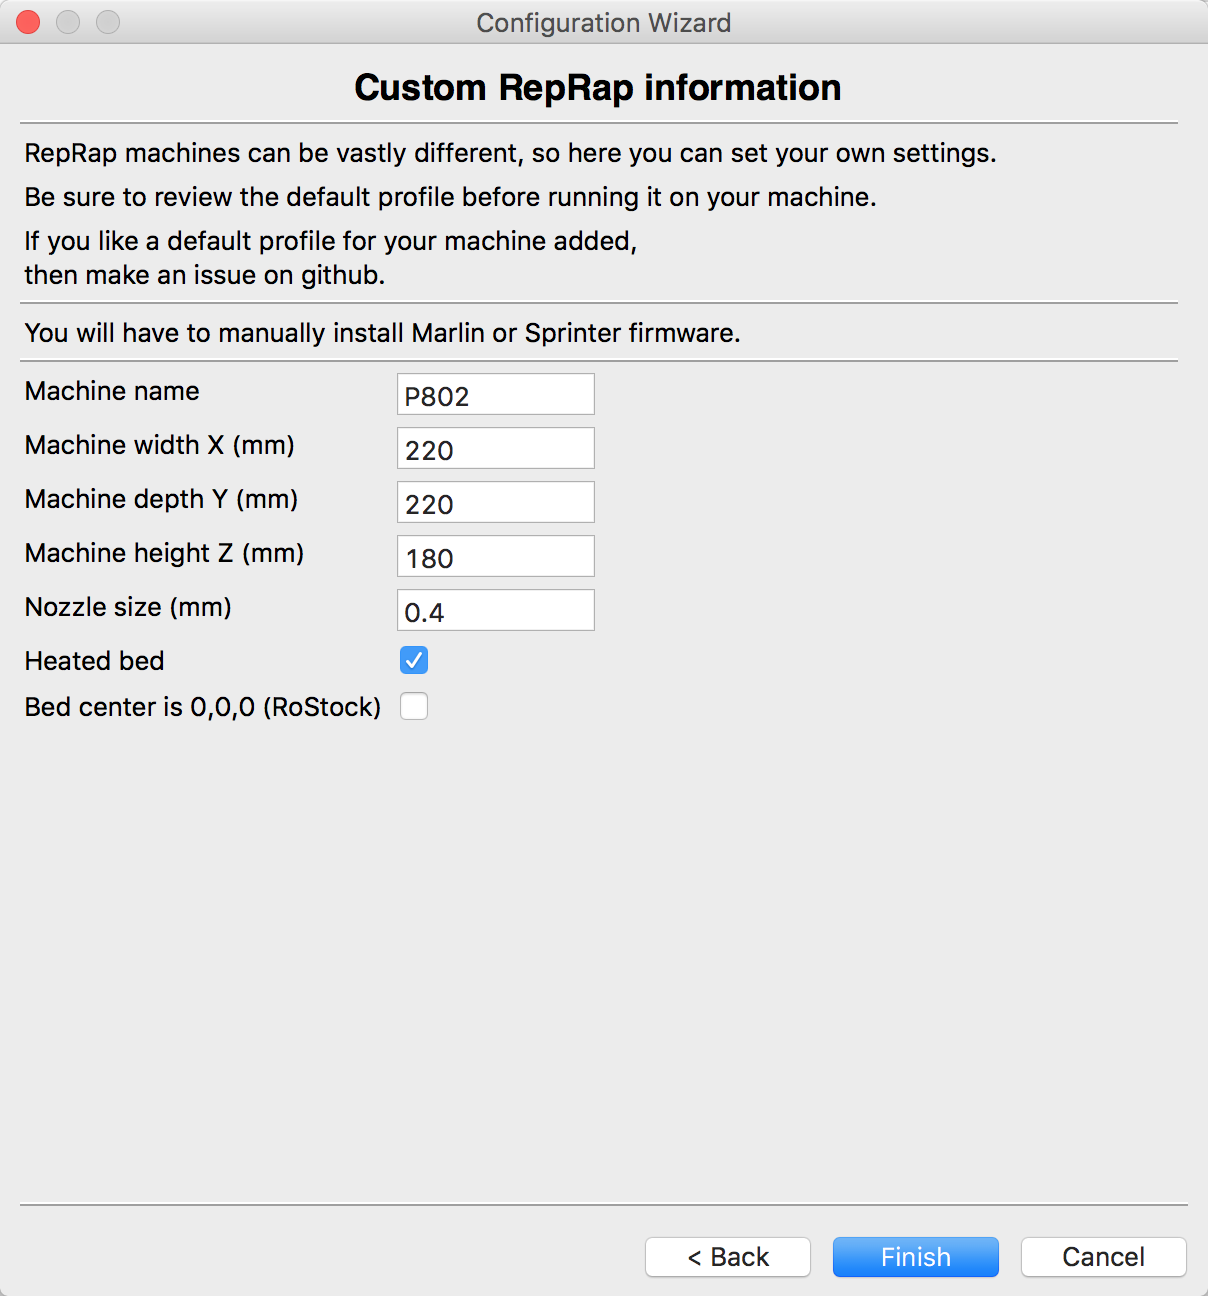 Configuration Wizard
Custom RepRap information
RepRap machines can be vastly different, so here you can set your own settings.
Be sure to review the default profile before running it on your machine.
If you like a default profile for your machine added,
then make an issue on github.
You will have to manually install Marlin or Sprinter firmware.
Machine name P802
Machine width X (mm) 220
Machine depth Y (mm) 220
Machine height Z (mm) 180
Nozzle size (mm) 0.4
Heated bed
Bed center is 0,0,0 (RoStock)
< Back Finish Cancel